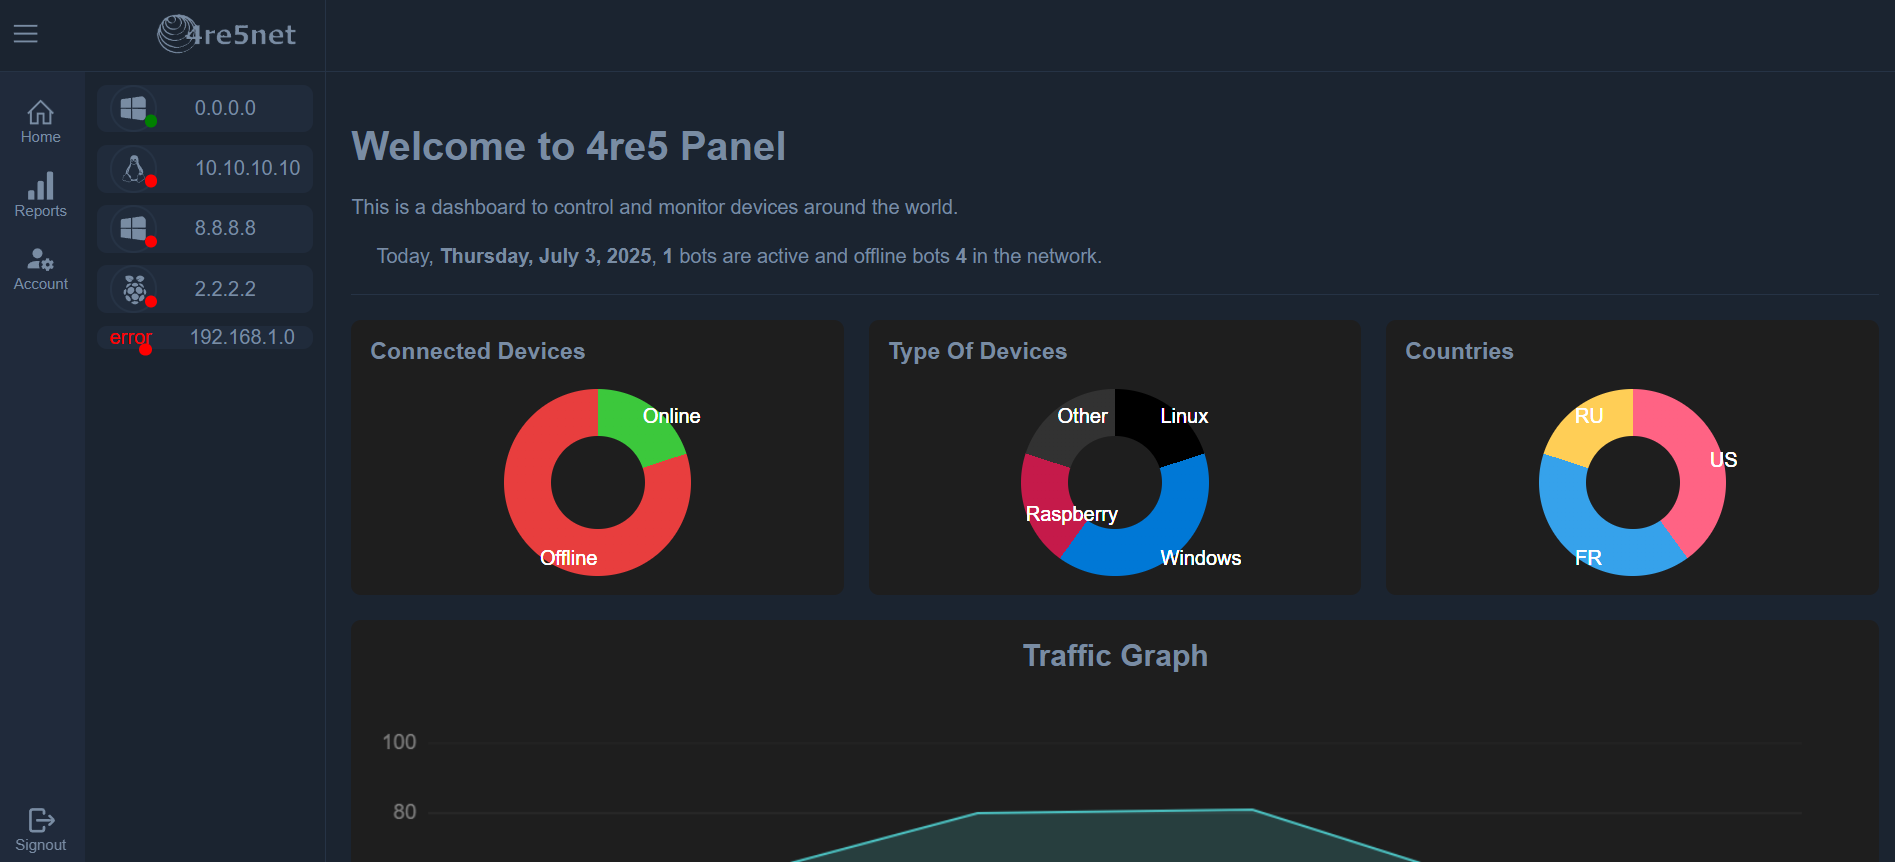 4re5net
Home
Reports
Account
Signout
0.0.0.0
10.10.10.10
8.8.8.8
2.2.2.2
error 192.168.1.0
Welcome to 4re5 Panel
This is a dashboard to control and monitor devices around the world.
Today, Thursday, July 3, 2025, 1 bots are active and offline bots 4 in the network.
Connected Devices
Online
Offline
Type Of Devices
Other Linux
Raspberry
Windows
Countries
RU
US
FR
Traffic Graph
100
80